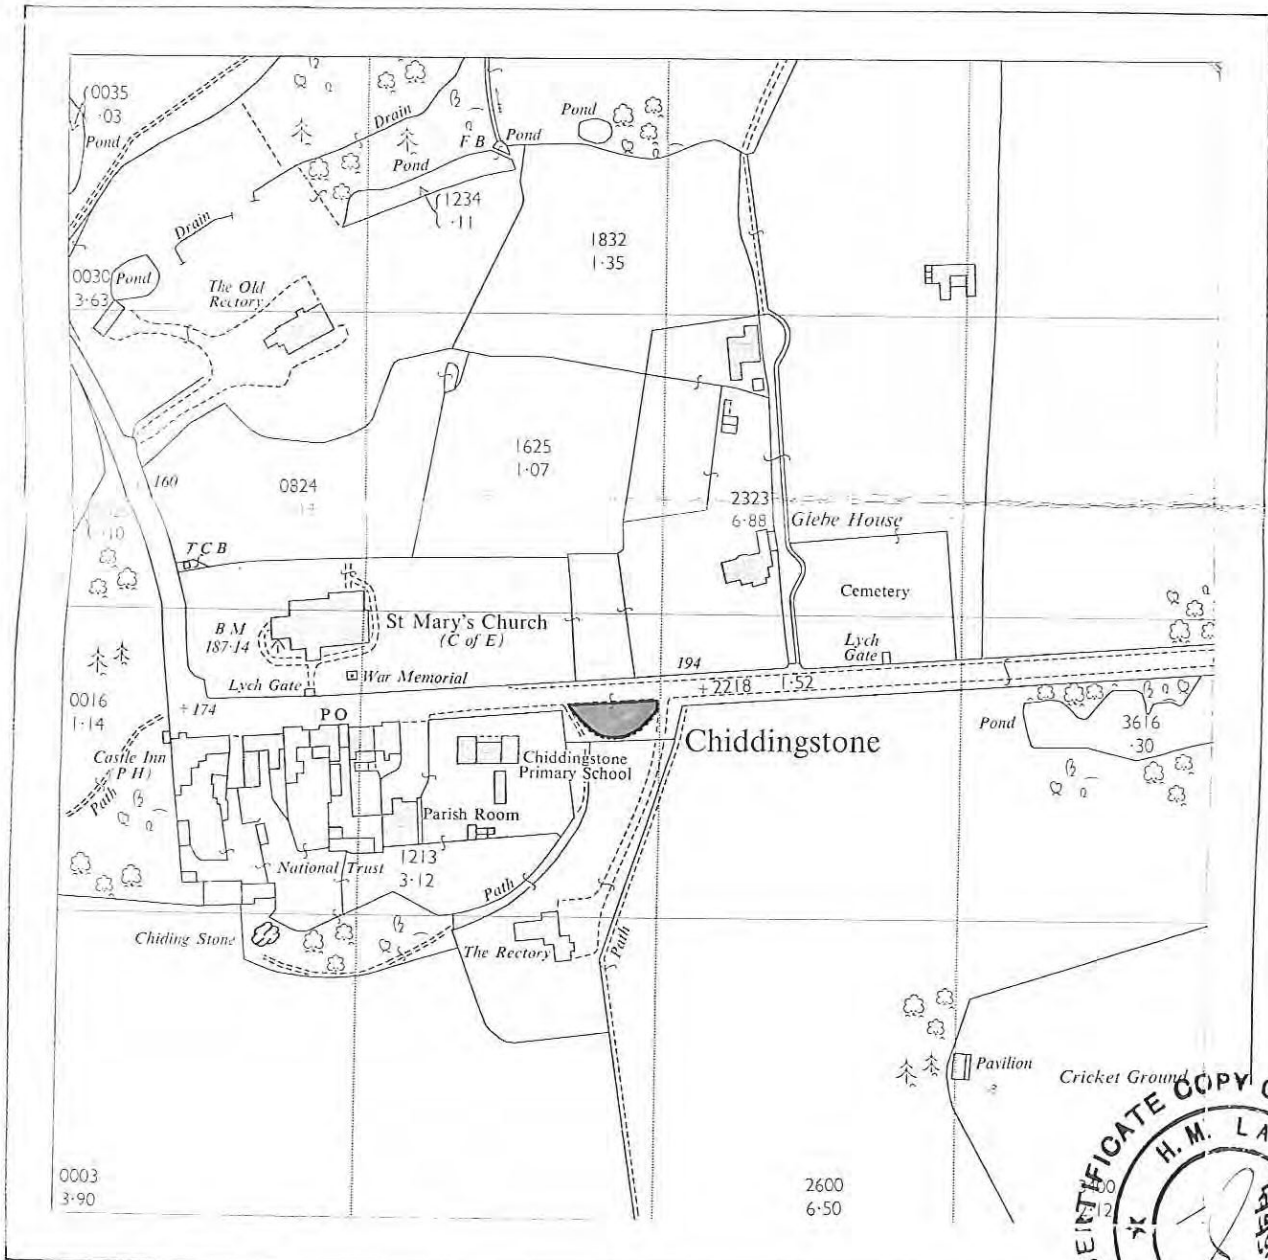 0035
·03
Pond
Drain
Pond
F B
Pond
Pond
1234
·11
Drain
1832
1·35
0030
3·63
Pond
The Old
Rectory
1625
1·07
160
0824
·10
2323
6·88
Glebe House
T C B
Cemetery
St Mary's Church
(C of E)
B M
187·14
Lych
Gate
War Memorial
Lych Gate
194
+2218
1·52
0016
1·14
+174
P O
Pond
3616
·30
Chiddingstone
Castle Inn
(P H)
Path
Chiddingstone
Primary School
Parish Room
National Trust
1213
3·12
Path
Chiding Stone
The Rectory
Path
Pavilion
Cricket Ground
0003
3·90
2600
6·50
CERTIFICATE COPY
H.M. LA